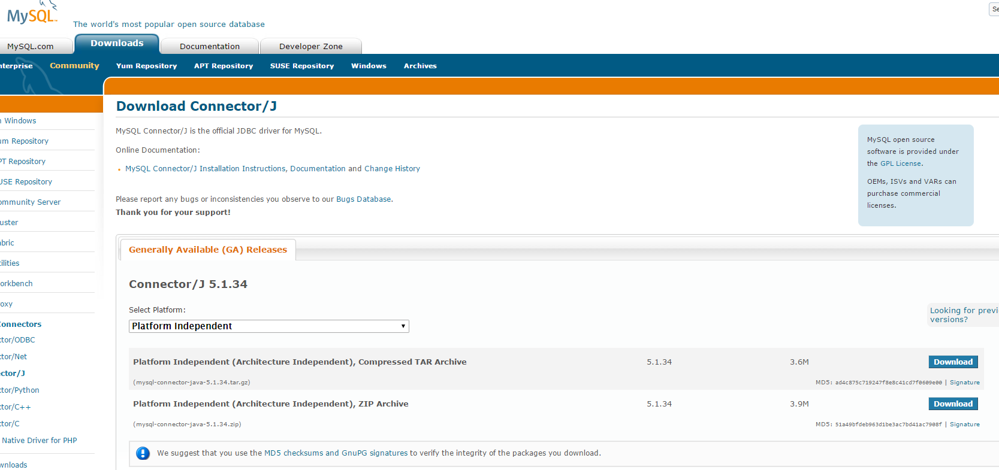 MySQL™
The world's most popular open source database
Se
MySQL.com Downloads Documentation Developer Zone
nterprise Community Yum Repository APT Repository SUSE Repository Windows Archives
Download Connector/J
MySQL Connector/J is the official JDBC driver for MySQL.
Online Documentation:
• MySQL Connector/J Installation Instructions, Documentation and Change History
Please report any bugs or inconsistencies you observe to our Bugs Database.
Thank you for your support!
MySQL open source
software is provided under
the GPL License.
OEMs, ISVs and VARs can
purchase commercial
licenses.
Windows
um Repository
PT Repository
USE Repository
ommunity Server
uster
abric
tilities
orkbench
oxy
Connectors
ctor/ODBC
ctor/Net
ector/J
ctor/Python
ctor/C++
ctor/C
Native Driver for PHP
wnloads
Generally Available (GA) Releases
Connector/J 5.1.34
Select Platform:
Platform Independent
Looking for previ
versions?
Platform Independent (Architecture Independent), Compressed TAR Archive 5.1.34 3.6M Download
(mysql-connector-java-5.1.34.tar.gz) MD5: ad4c875c719247f8e8c41cd7f0609e00 | Signature
Platform Independent (Architecture Independent), ZIP Archive 5.1.34 3.9M Download
(mysql-connector-java-5.1.34.zip) MD5: 51a49bfdeb963d1be3ac7bd41ac7908f | Signature
We suggest that you use the MD5 checksums and GnuPG signatures to verify the integrity of the packages you download.